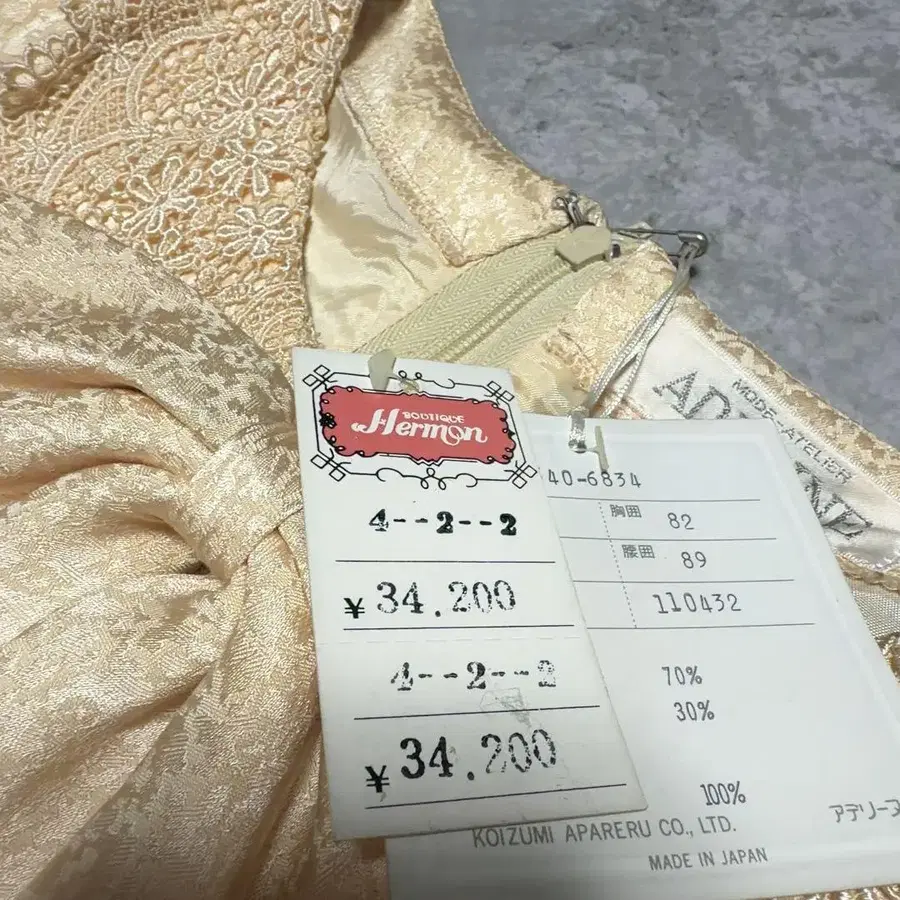 BOUTIQUE
Hermon
4--2--2
¥34,200
4--2--2
¥34,200
40-6834
胸囲 82
腰囲 89
110432
70%
30%
100%
KOIZUMI APARERU CO., LTD.
MADE IN JAPAN
MODE-ATELIER